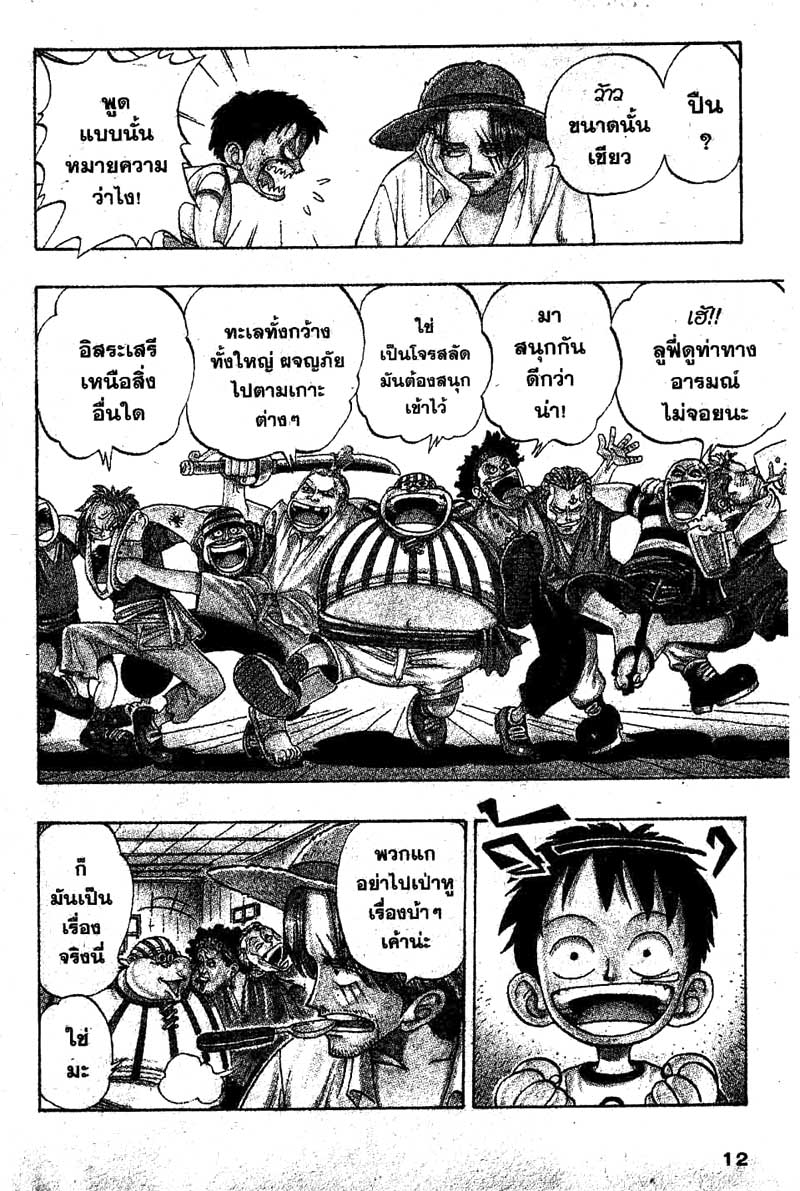 ปืน
?
ว้าว
ขนาดนั้น
เชียว
พูด
แบบนั้น
หมายความ
ว่าไง!
เฮ้!!
ลูฟี่ดูท่าทาง
อารมณ์
ไม่จอยนะ
มา
สนุกกัน
ดีกว่า
น่า!
ใช่
เป็นโจรสลัด
มันต้องสนุก
เข้าไว้
ทะเลทั้งกว้าง
ทั้งใหญ่ ผจญภัย
ไปตามเกาะ
ต่างๆ
อิสระเสรี
เหนือสิ่ง
อื่นใด
พวกแก
อย่าไปเป่าหู
เรื่องบ้าๆ
เค้าน่ะ
ก็
มันเป็น
เรื่อง
จริงนี่
ใช่
มะ
12